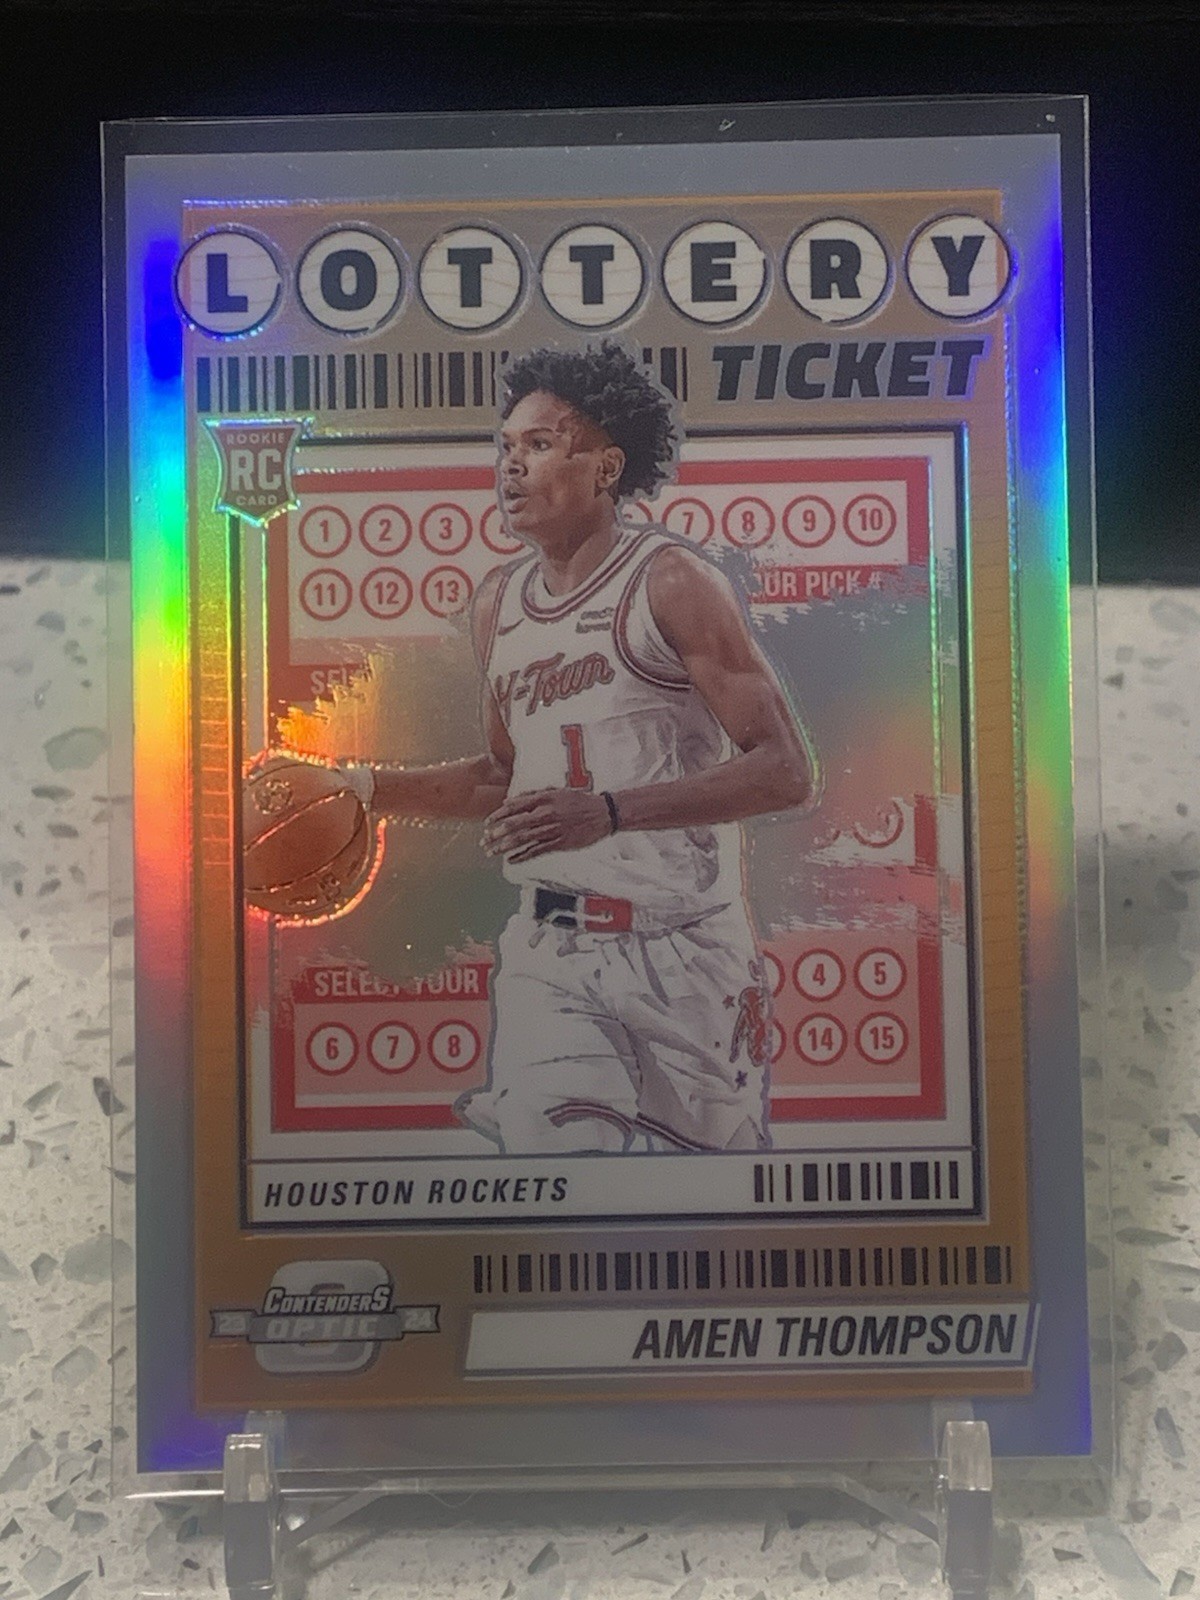 LOTTERY
TICKET
ROOKIE
RC
CARD
1 2 3 7 8 9 10
11 12 13
OUR PICK #
H-Town
1
SELECT YOUR
4 5
6 7 8 14 15
HOUSTON ROCKETS
CONTENDERS
23 OPTIC 24
AMEN THOMPSON